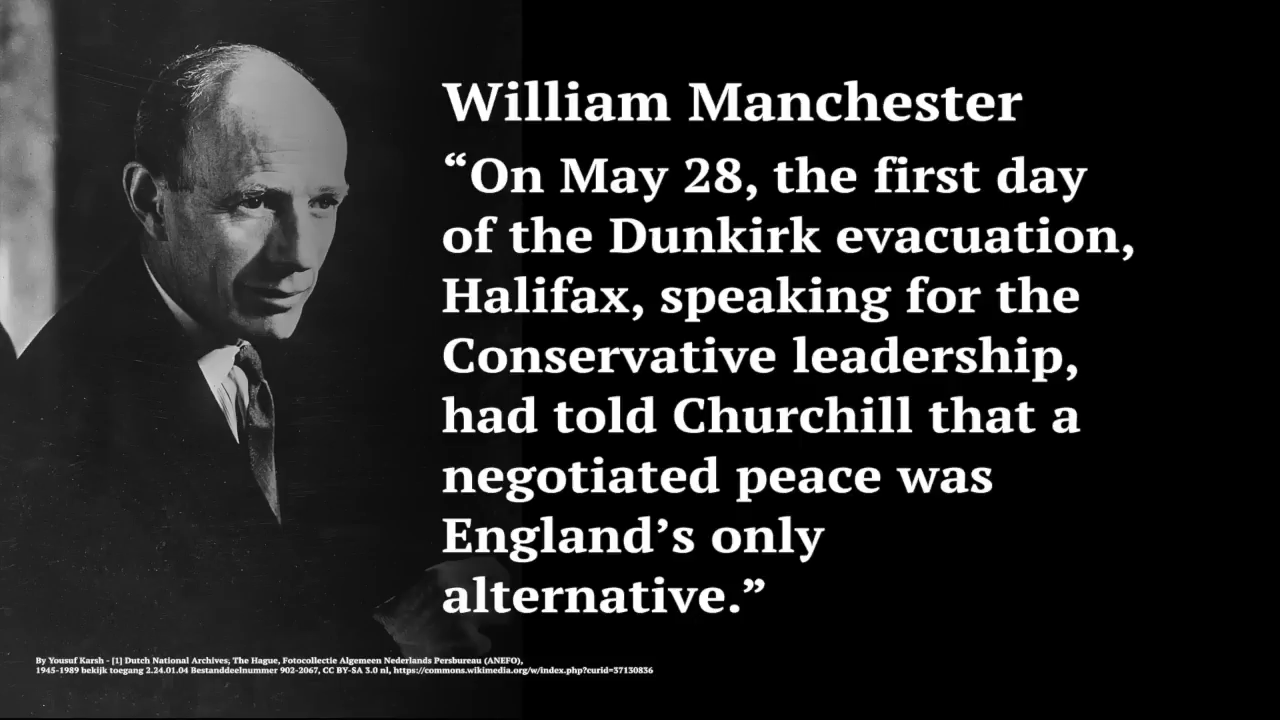 William Manchester
“On May 28, the first day
of the Dunkirk evacuation,
Halifax, speaking for the
Conservative leadership,
had told Churchill that a
negotiated peace was
England’s only
alternative.”
By Yousuf Karsh - [1] Dutch National Archives, The Hague, Fotocollectie Algemeen Nederlands Persbureau (ANEFO),
1945-1989 bekijk toegang 2.24.01.04 Bestanddeelnummer 902-2067, CC BY-SA 3.0 nl, https://commons.wikimedia.org/w/index.php?curid=37130836